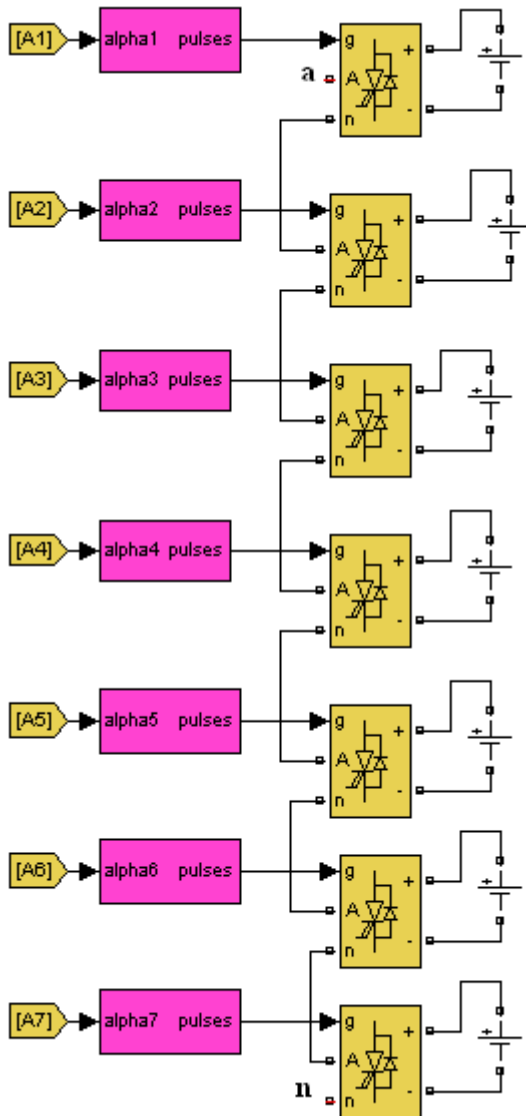 [A1] alpha1 pulses g +
a A
n -
[A2] alpha2 pulses g +
A
n -
[A3] alpha3 pulses g +
A
n -
[A4] alpha4 pulses g +
A
n -
[A5] alpha5 pulses g +
A
n -
[A6] alpha6 pulses g +
A
n -
[A7] alpha7 pulses g +
A
n n -